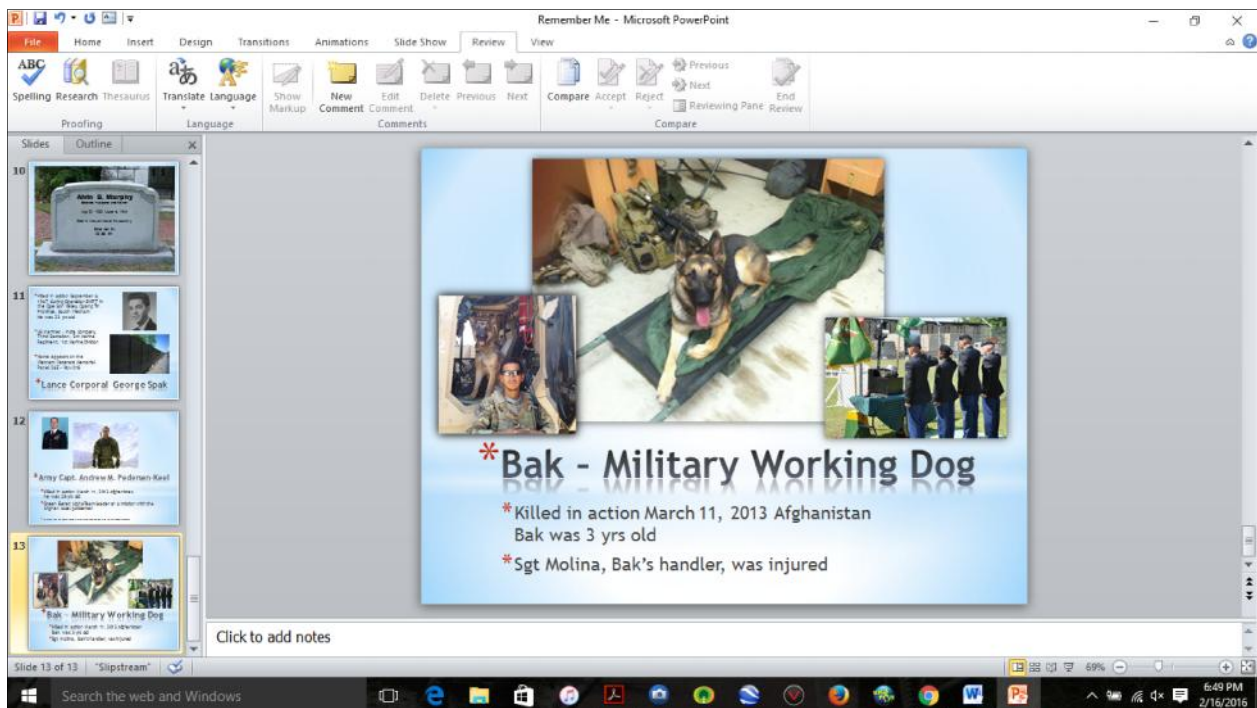 Remember Me - Microsoft PowerPoint
File Home Insert Design Transitions Animations Slide Show Review View
ABC
Spelling Research Thesaurus Translate Language Show Markup New Comment Edit Comment Delete Previous Next Compare Accept Reject Previous Next Reviewing Pane End Review
Proofing Language Comments Compare
Slides Outline
10
Alvin G. Murphy
11
*Lance Corporal George Spak
12
*Army Capt. Andrew M. Pedersen-Keel
13
*Bak - Military Working Dog
*Bak - Military Working Dog
*Killed in action March 11, 2013 Afghanistan
Bak was 3 yrs old
*Sgt Molina, Bak's handler, was injured
Click to add notes
Slide 13 of 13 "Slipstream" 69%
Search the web and Windows
6:49 PM
2/16/2016